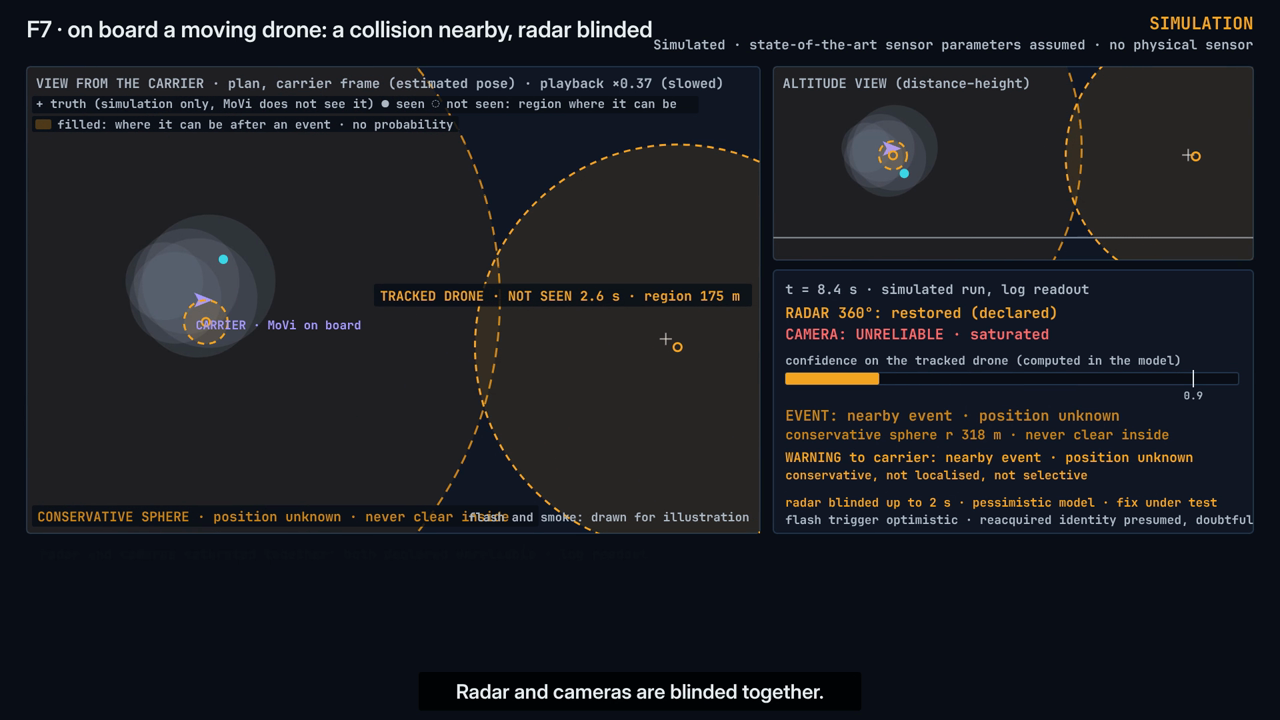 F7 · on board a moving drone: a collision nearby, radar blinded
SIMULATION
Simulated · state-of-the-art sensor parameters assumed · no physical sensor
VIEW FROM THE CARRIER · plan, carrier frame (estimated pose) · playback ×0.37 (slowed)
+ truth (simulation only, MoVi does not see it) ● seen ◌ not seen: region where it can be
filled: where it can be after an event · no probability
TRACKED DRONE · NOT SEEN 2.6 s · region 175 m
CARRIER · MoVi on board
CONSERVATIVE SPHERE · position unknown · never clear inside
flash and smoke: drawn for illustration
ALTITUDE VIEW (distance-height)
t = 8.4 s · simulated run, log readout
RADAR 360°: restored (declared)
CAMERA: UNRELIABLE · saturated
confidence on the tracked drone (computed in the model)
0.9
EVENT: nearby event · position unknown
conservative sphere r 318 m · never clear inside
WARNING to carrier: nearby event · position unknown
conservative, not localised, not selective
radar blinded up to 2 s · pessimistic model · fix under test
flash trigger optimistic · reacquired identity presumed, doubtful
Radar and cameras are blinded together.